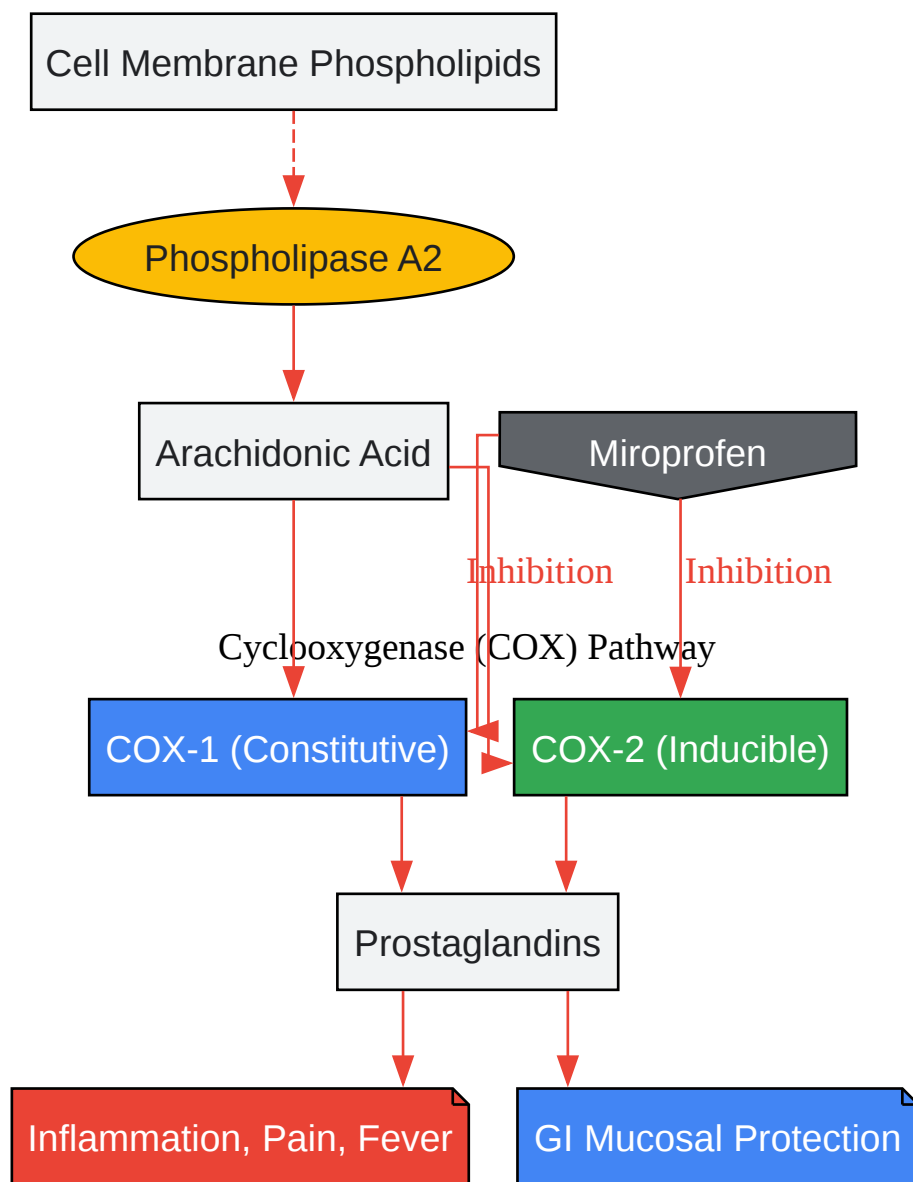 Cell Membrane Phospholipids
Phospholipase A2
Arachidonic Acid
Miroprofen
Inhibition
Inhibition
Cyclooxygenase (COX) Pathway
COX-1 (Constitutive)
COX-2 (Inducible)
Prostaglandins
Inflammation, Pain, Fever
GI Mucosal Protection